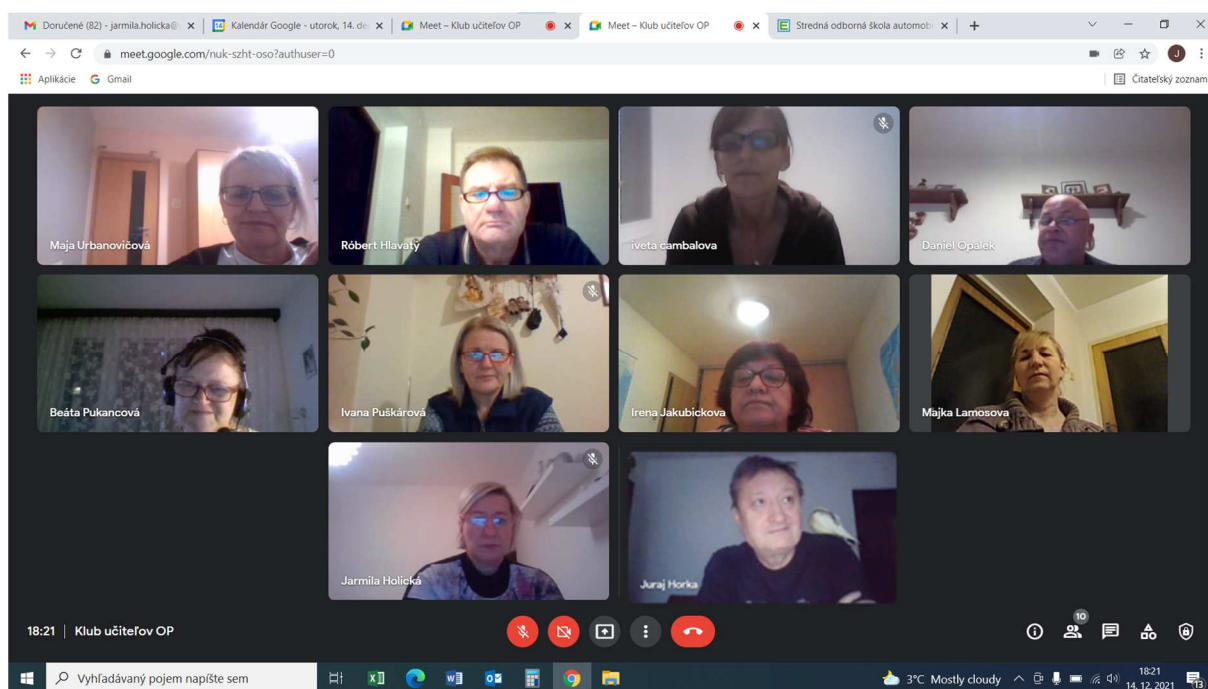 Doručené (82) - jarmila.holicka@
Kalendár Google - utorok, 14. de
Meet – Klub učiteľov OP
Meet – Klub učiteľov OP
Stredná odborná škola automob
meet.google.com/nuk-szht-oso?authuser=0
J
Aplikácie
Gmail
Čitateľský zoznam
Maja Urbanovičová
Róbert Hlavatý
iveta cambalova
Daniel Opalek
Beáta Pukancová
Ivana Puškárová
Irena Jakubickova
Majka Lamosova
Jarmila Holická
Juraj Horka
18:21 | Klub učiteľov OP
10
Vyhľadávaný pojem napíšte sem
3°C Mostly cloudy
18:21
14. 12. 2021
13